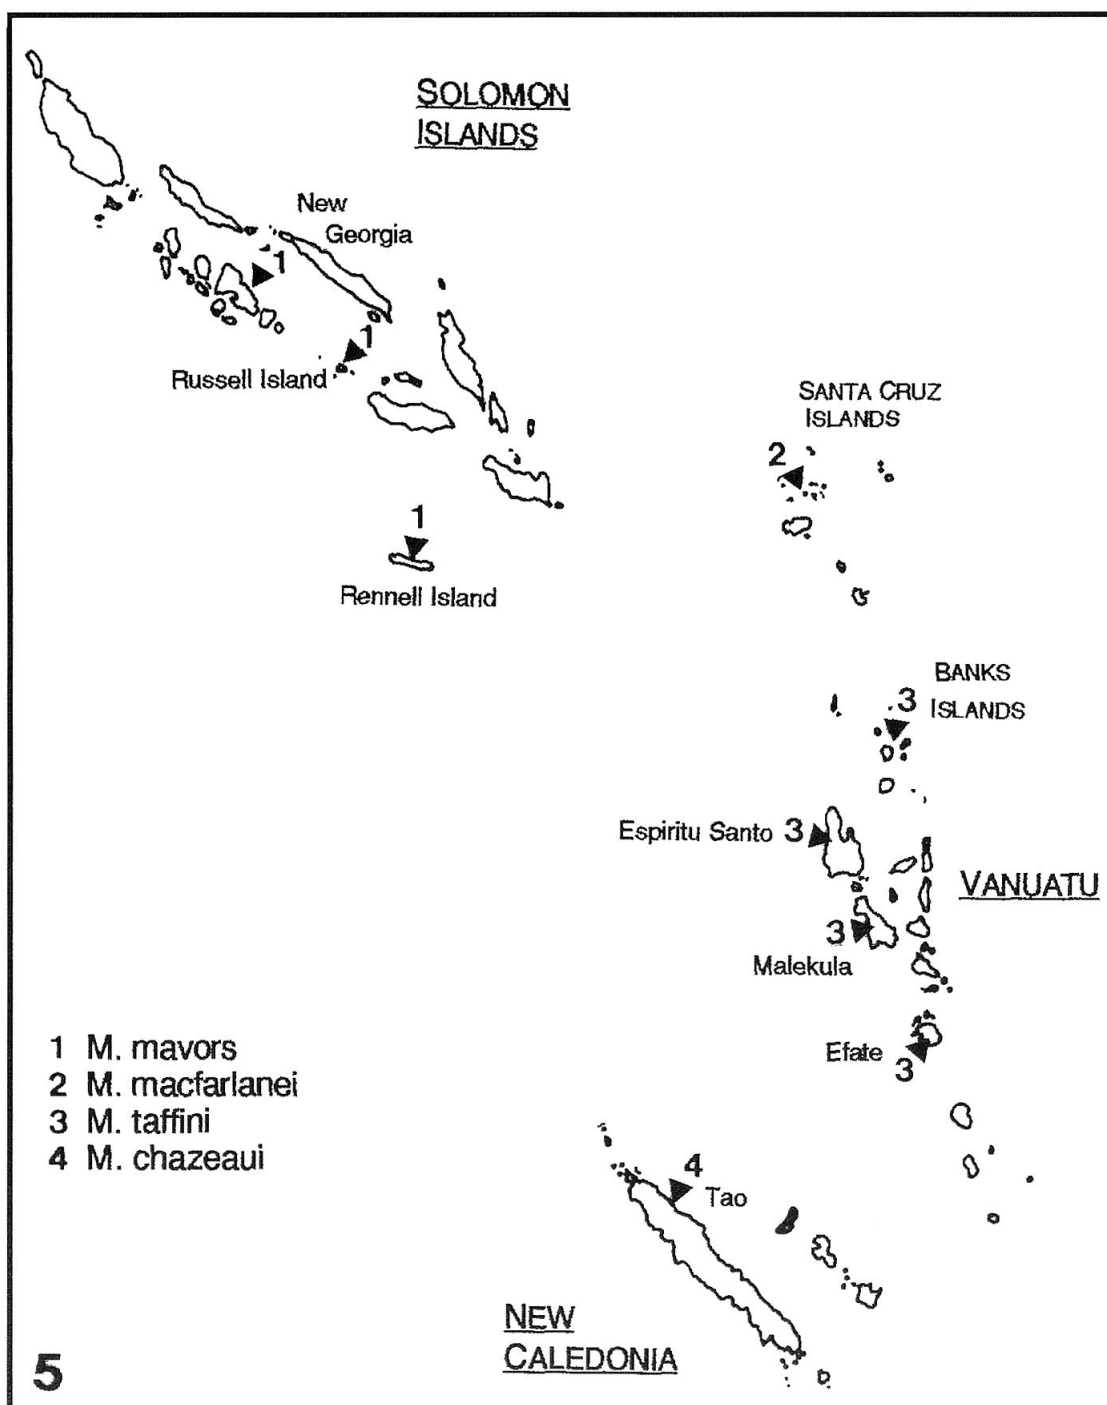 SOLOMON
ISLANDS
New
Georgia
1
1
Russell Island
SANTA CRUZ
ISLANDS
2
1
Rennell Island
BANKS
3
ISLANDS
Espiritu Santo 3
VANUATU
3
Malekula
Efate
3
1 M. mavors
2 M. macfarlanei
3 M. taffini
4 M. chazeaui
4
Tao
NEW
CALEDONIA
5